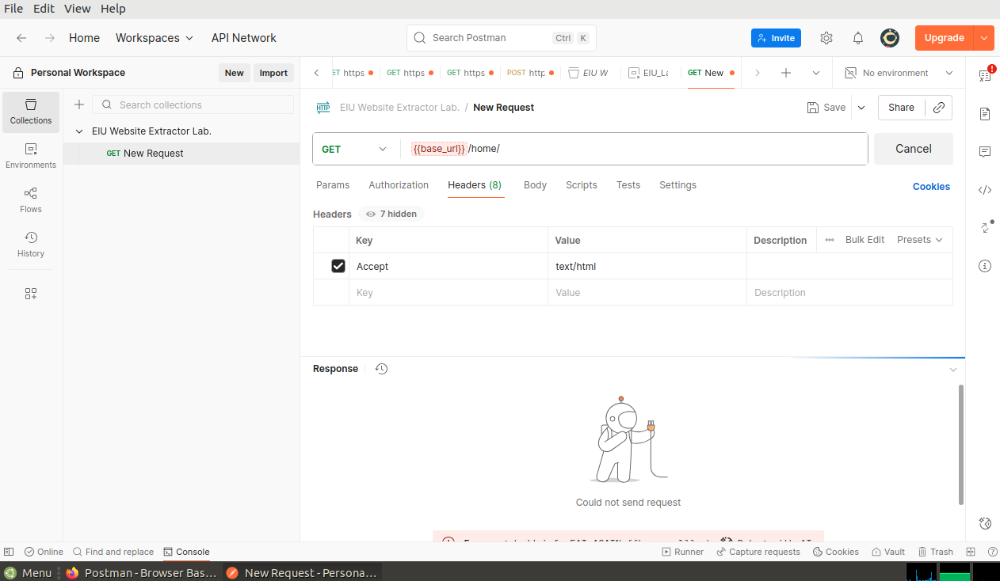 File Edit View Help
Home Workspaces API Network Search Postman Ctrl K Invite Upgrade
Personal Workspace New Import ET https GET https GET https POST http EIU W EIU_La GET New No environment
Collections
Environments
Flows
History
Search collections
EIU Website Extractor Lab.
GET New Request
HTTP EIU Website Extractor Lab. / New Request Save Share
GET {{base_url}}/home/ Cancel
Params Authorization Headers (8) Body Scripts Tests Settings Cookies
Headers 7 hidden
Key Value Description Bulk Edit Presets
Accept text/html
Key Value Description
Response
Could not send request
Online Find and replace Console Runner Capture requests Cookies Vault Trash
Menu Postman - Browser Bas... New Request - Persona...